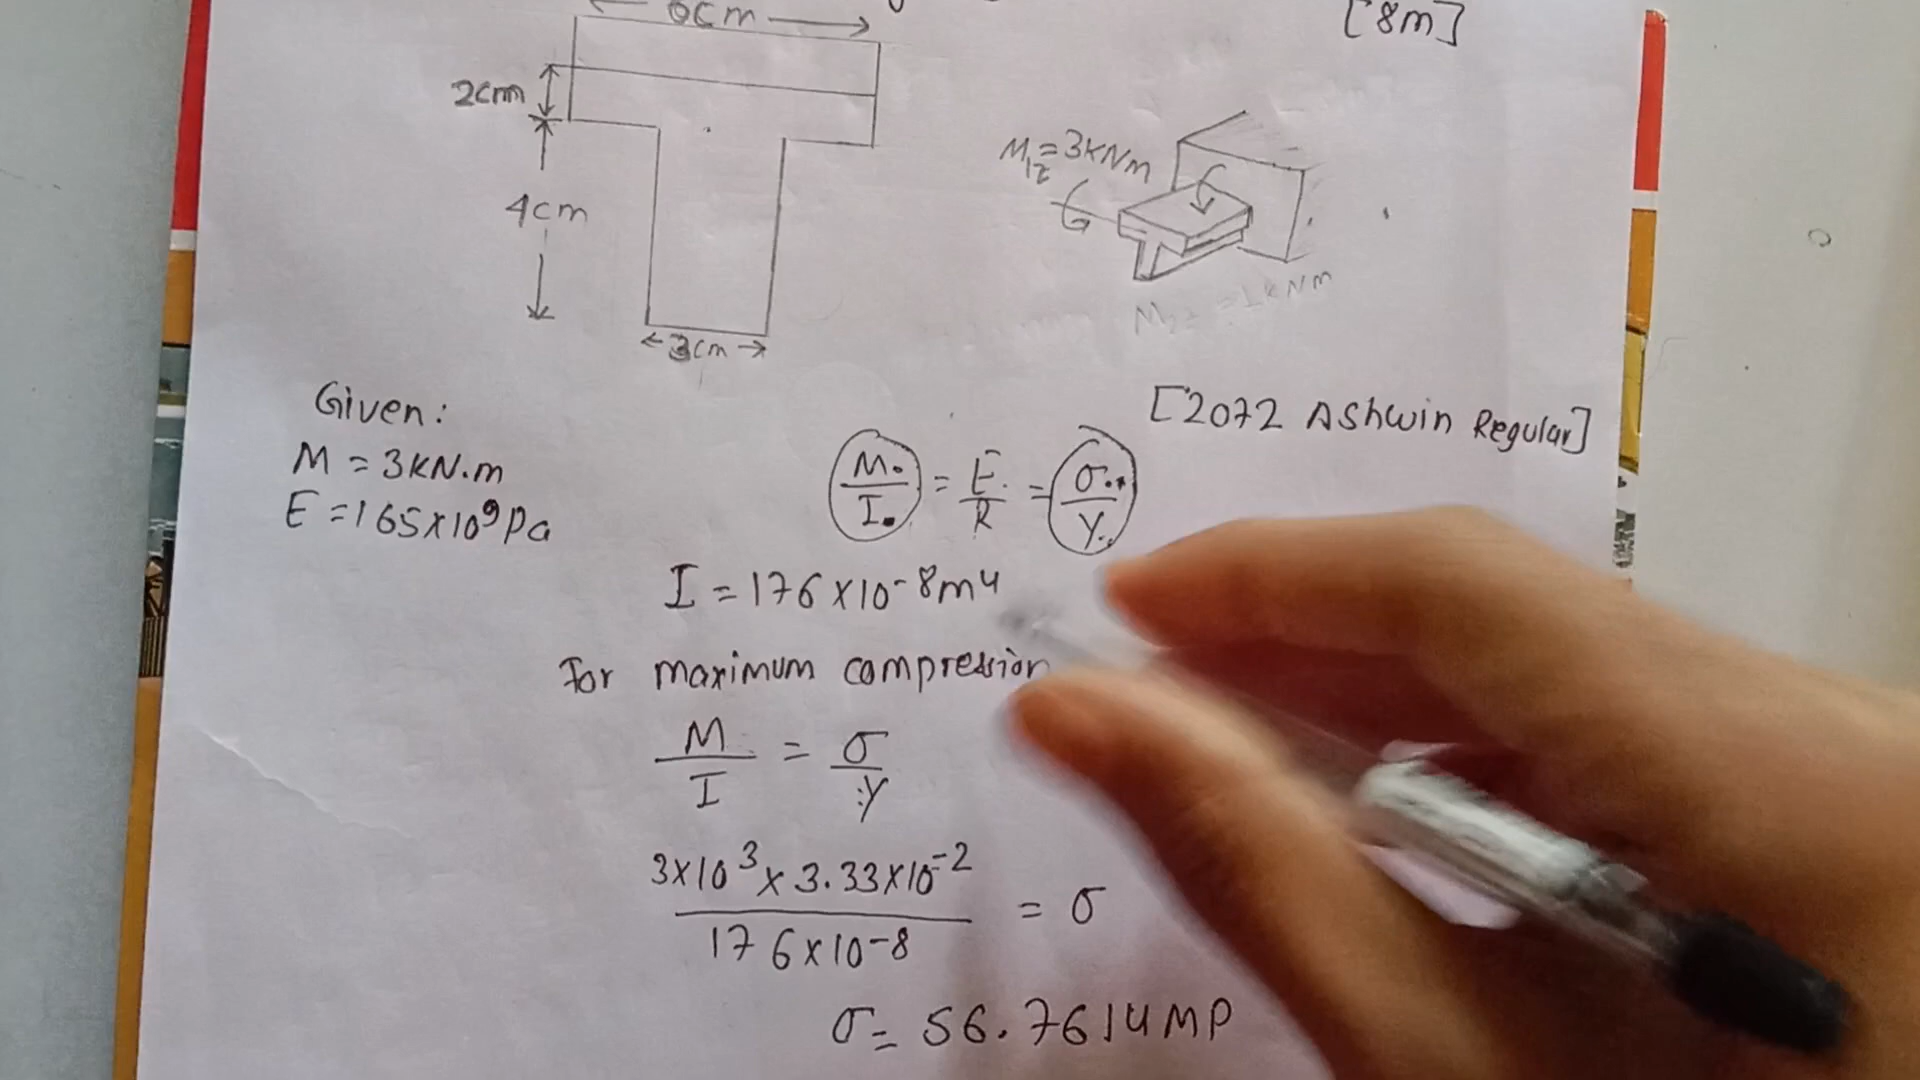 6cm
[8m]
2cm
4cm
3cm
M1z=3KNm
Given:
M = 3KN.m
E =165x10⁹Pa
[2072 Ashwin Regular]
M/I = E/R = σ/Y
I = 176x10-8m4
For maximum compression
M/I = σ/Y
3x10³x3.33x10-2 / 176x10-8 = σ
σ= 56.7614MP